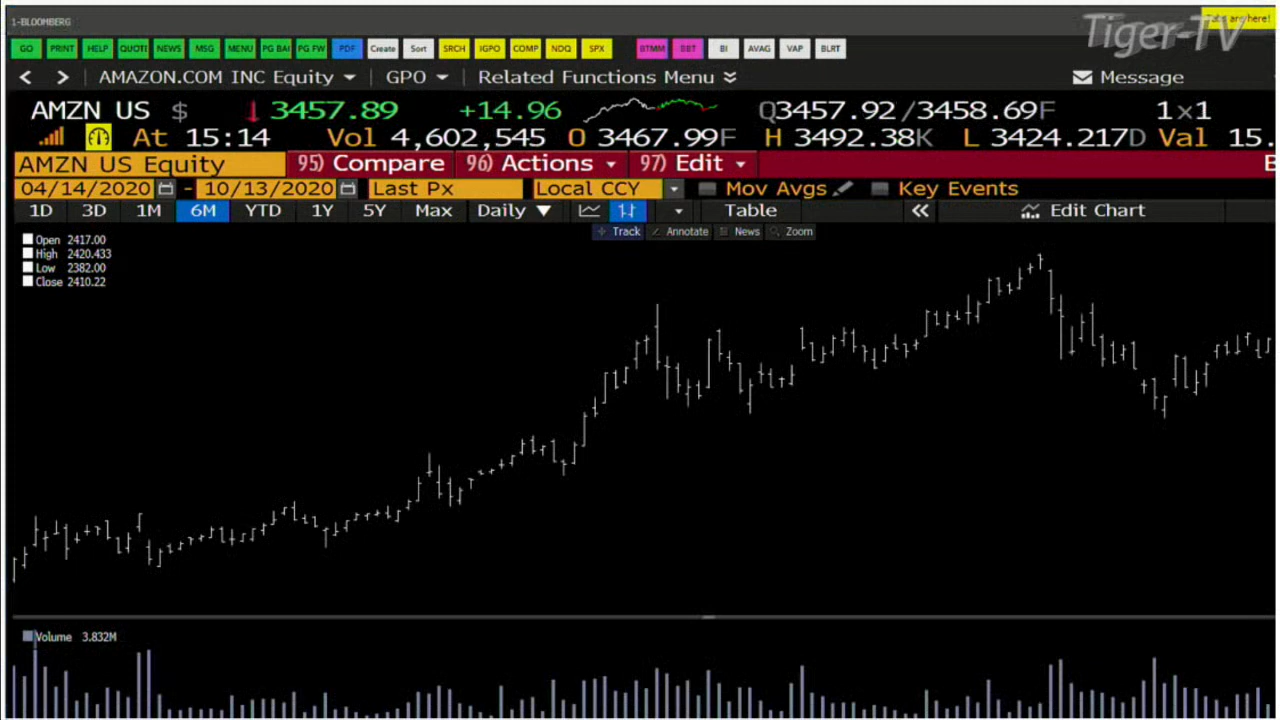 1-BLOOMBERG
Tiger-TV
GO PRINT HELP QUOTI NEWS MSG MENU PG BAC PG FW PDF Create Sort SRCH IGPO COMP NDQ SPX BTMM BBT BI AVAG VAP BLRT
AMAZON.COM INC Equity GPO Related Functions Menu Message
AMZN US $ 3457.89 +14.96 Q3457.92/3458.69F 1x1
At 15:14 Vol 4,602,545 O 3467.99F H 3492.38K L 3424.217D Val 15.
AMZN US Equity 95) Compare 96) Actions 97) Edit
04/14/2020 - 10/13/2020 Last Px Local CCY Mov Avgs Key Events
1D 3D 1M 6M YTD 1Y 5Y Max Daily Table Edit Chart
Track Annotate News Zoom
Open 2417.00
High 2420.433
Low 2382.00
Close 2410.22
Volume 3.832M